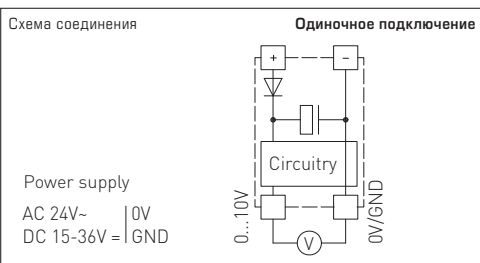 Схема соединения
Одиночное подключение
+ −
Circuitry
Power supply
AC 24V~ | 0V
DC 15-36V = | GND
0...10V
0V/GND
V